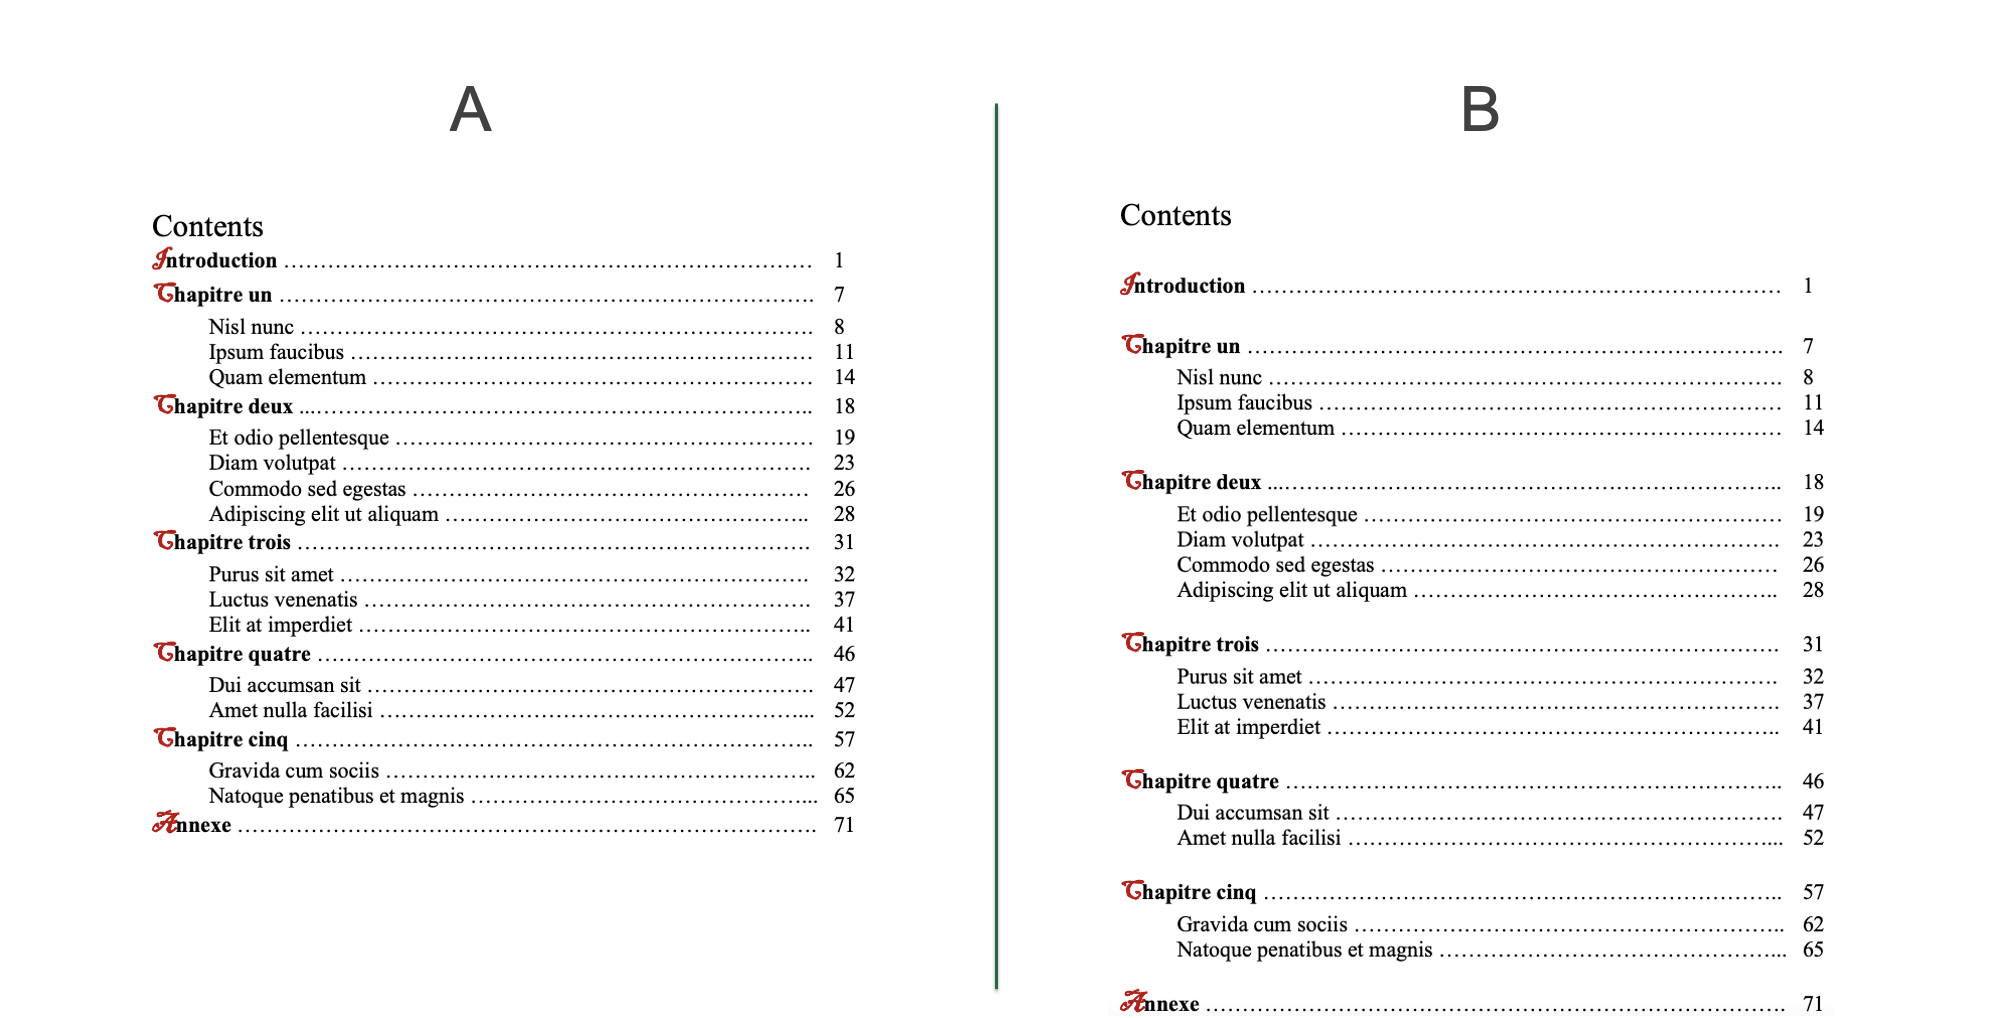 A
Contents
Introduction ........................................................................ 1
Chapitre un ........................................................................ 7
Nisl nunc ........................................................................ 8
Ipsum faucibus ................................................................ 11
Quam elementum ............................................................ 14
Chapitre deux .................................................................... 18
Et odio pellentesque ......................................................... 19
Diam volutpat ................................................................ 23
Commodo sed egestas ...................................................... 26
Adipiscing elit ut aliquam ................................................. 28
Chapitre trois ...................................................................... 31
Purus sit amet ................................................................ 32
Luctus venenatis ............................................................. 37
Elit at imperdiet .............................................................. 41
Chapitre quatre ................................................................... 46
Dui accumsan sit ............................................................. 47
Amet nulla facilisi ............................................................ 52
Chapitre cinq ...................................................................... 57
Gravida cum sociis ........................................................... 62
Natoque penatibus et magnis ............................................... 65
Annexe ............................................................................... 71
B
Contents
Introduction ........................................................................ 1
Chapitre un ........................................................................ 7
Nisl nunc ........................................................................ 8
Ipsum faucibus ................................................................ 11
Quam elementum ............................................................ 14
Chapitre deux .................................................................... 18
Et odio pellentesque ......................................................... 19
Diam volutpat ................................................................ 23
Commodo sed egestas ...................................................... 26
Adipiscing elit ut aliquam ................................................. 28
Chapitre trois ...................................................................... 31
Purus sit amet ................................................................ 32
Luctus venenatis ............................................................. 37
Elit at imperdiet .............................................................. 41
Chapitre quatre ................................................................... 46
Dui accumsan sit ............................................................. 47
Amet nulla facilisi ............................................................ 52
Chapitre cinq ...................................................................... 57
Gravida cum sociis ........................................................... 62
Natoque penatibus et magnis ............................................... 65
Annexe ............................................................................... 71